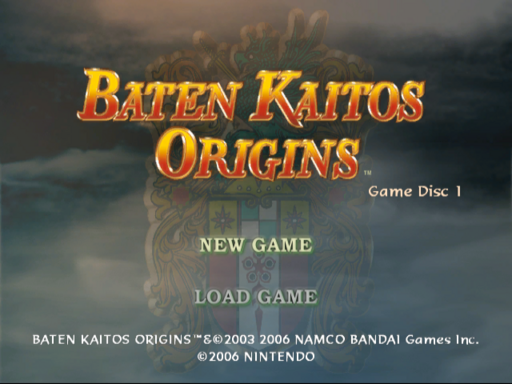 BATEN KAITOS
ORIGINS™
Game Disc 1
NEW GAME
LOAD GAME
BATEN KAITOS ORIGINS™&©2003 2006 NAMCO BANDAI Games Inc.
©2006 NINTENDO